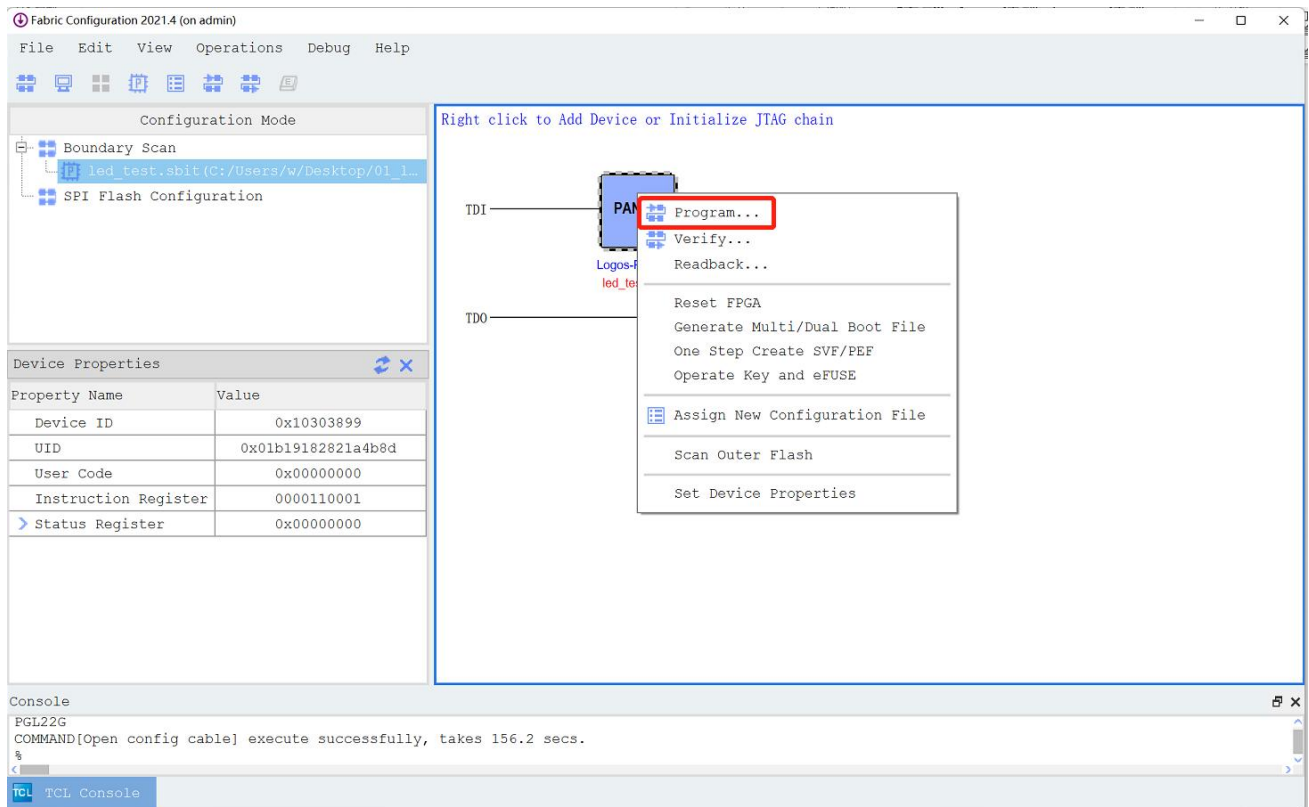 Fabric Configuration 2021.4 (on admin)
File Edit View Operations Debug Help
Configuration Mode
Boundary Scan
led_test.sbit(C:/Users/w/Desktop/01_l...
SPI Flash Configuration
Device Properties
Property Name Value
Device ID 0x10303899
UID 0x01b19182821a4b8d
User Code 0x00000000
Instruction Register 0000110001
Status Register 0x00000000
Right click to Add Device or Initialize JTAG chain
TDI
PAN
Logos-
led_te
TDO
Program...
Verify...
Readback...
Reset FPGA
Generate Multi/Dual Boot File
One Step Create SVF/PEF
Operate Key and eFUSE
Assign New Configuration File
Scan Outer Flash
Set Device Properties
Console
PGL22G
COMMAND[Open config cable] execute successfully, takes 156.2 secs.
%
TCL TCL Console